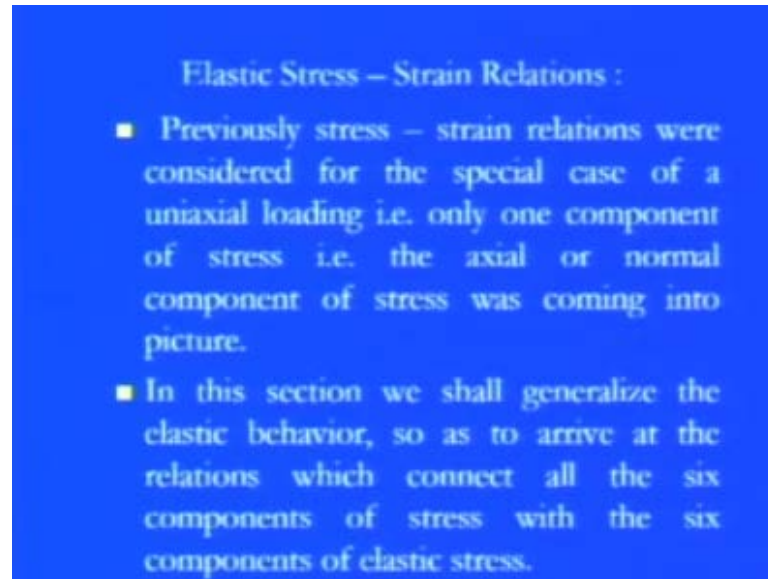 Elastic Stress – Strain Relations :
Previously stress – strain relations were
considered for the special case of a
uniaxial loading i.e. only one component
of stress i.e. the axial or normal
component of stress was coming into
picture.
In this section we shall generalize the
elastic behavior, so as to arrive at the
relations which connect all the six
components of stress with the six
components of elastic stress.